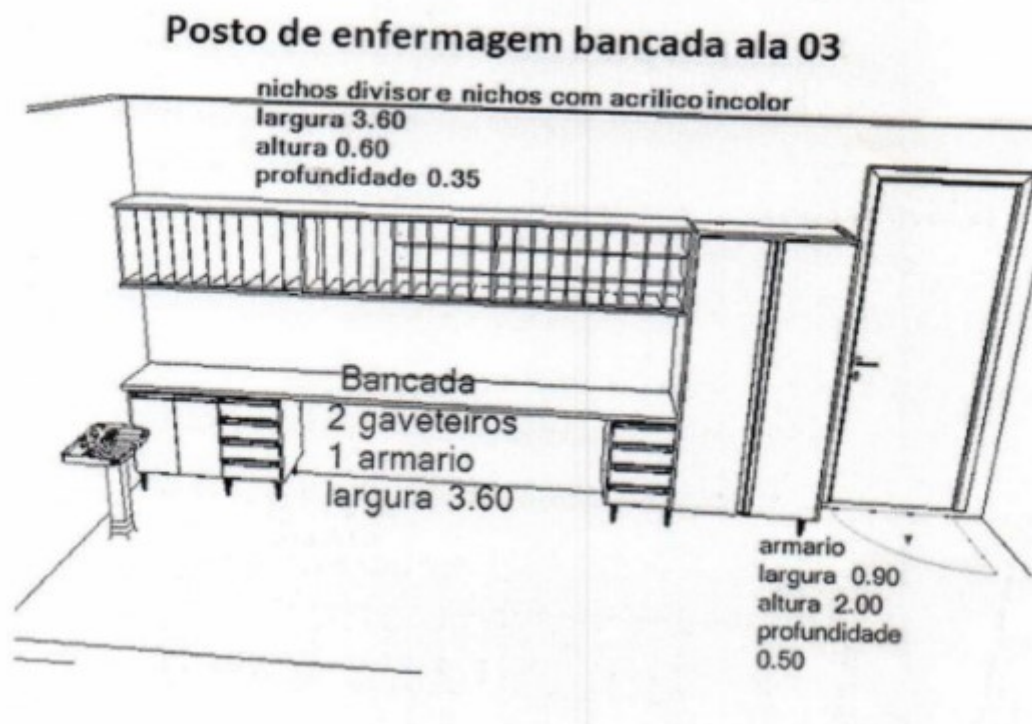 Posto de enfermagem bancada ala 03
nichos divisor e nichos com acrilico incolor
largura 3.60
altura 0.60
profundidade 0.35
Bancada
2 gaveteiros
1 armario
largura 3.60
armario
largura 0.90
altura 2.00
profundidade
0.50